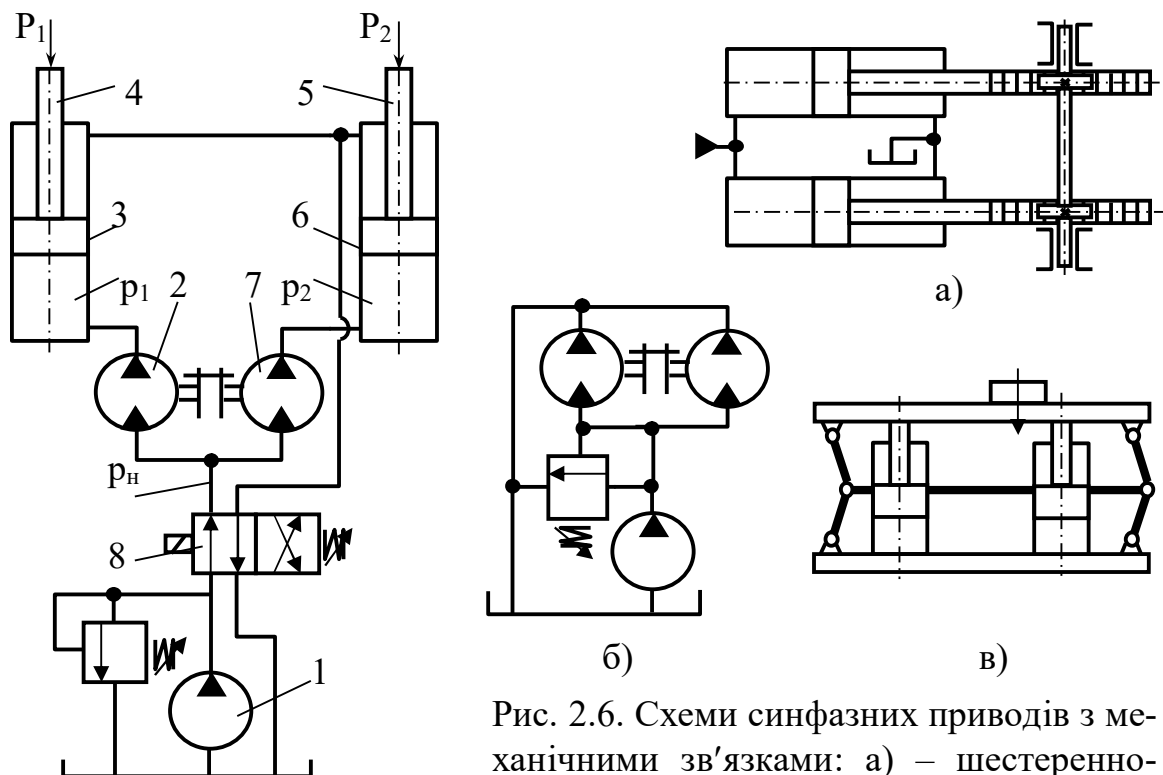 P₁
P₂
4
5
3
6
p₁
2
p₂
7
pн
8
1
а)
б)
в)
Рис. 2.6. Схеми синфазних приводів з ме-
ханічними зв′язками: а) – шестеренно-